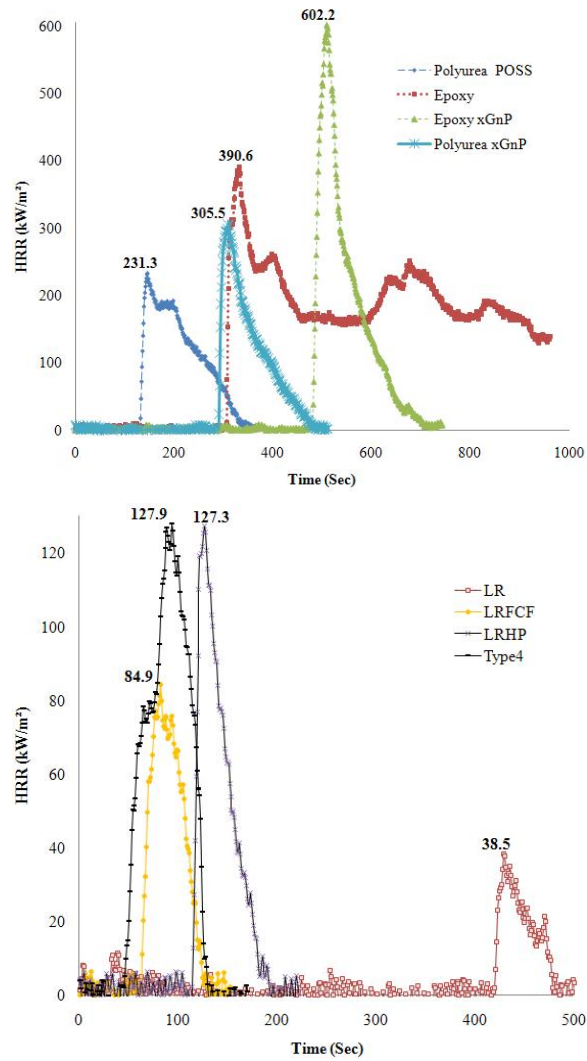 602.2
600
Polyurea POSS
Epoxy
Epoxy xGnP
Polyurea xGnP
500
400
390.6
305.5
300
231.3
200
100
0
HRR (kW/m²)
0 200 400 600 800 1000
Time (Sec)
127.9 127.3
120
LR
LRFCF
LRHP
Type4
100
84.9
80
60
40
38.5
20
0
HRR (kW/m²)
0 100 200 300 400 500
Time (Sec)